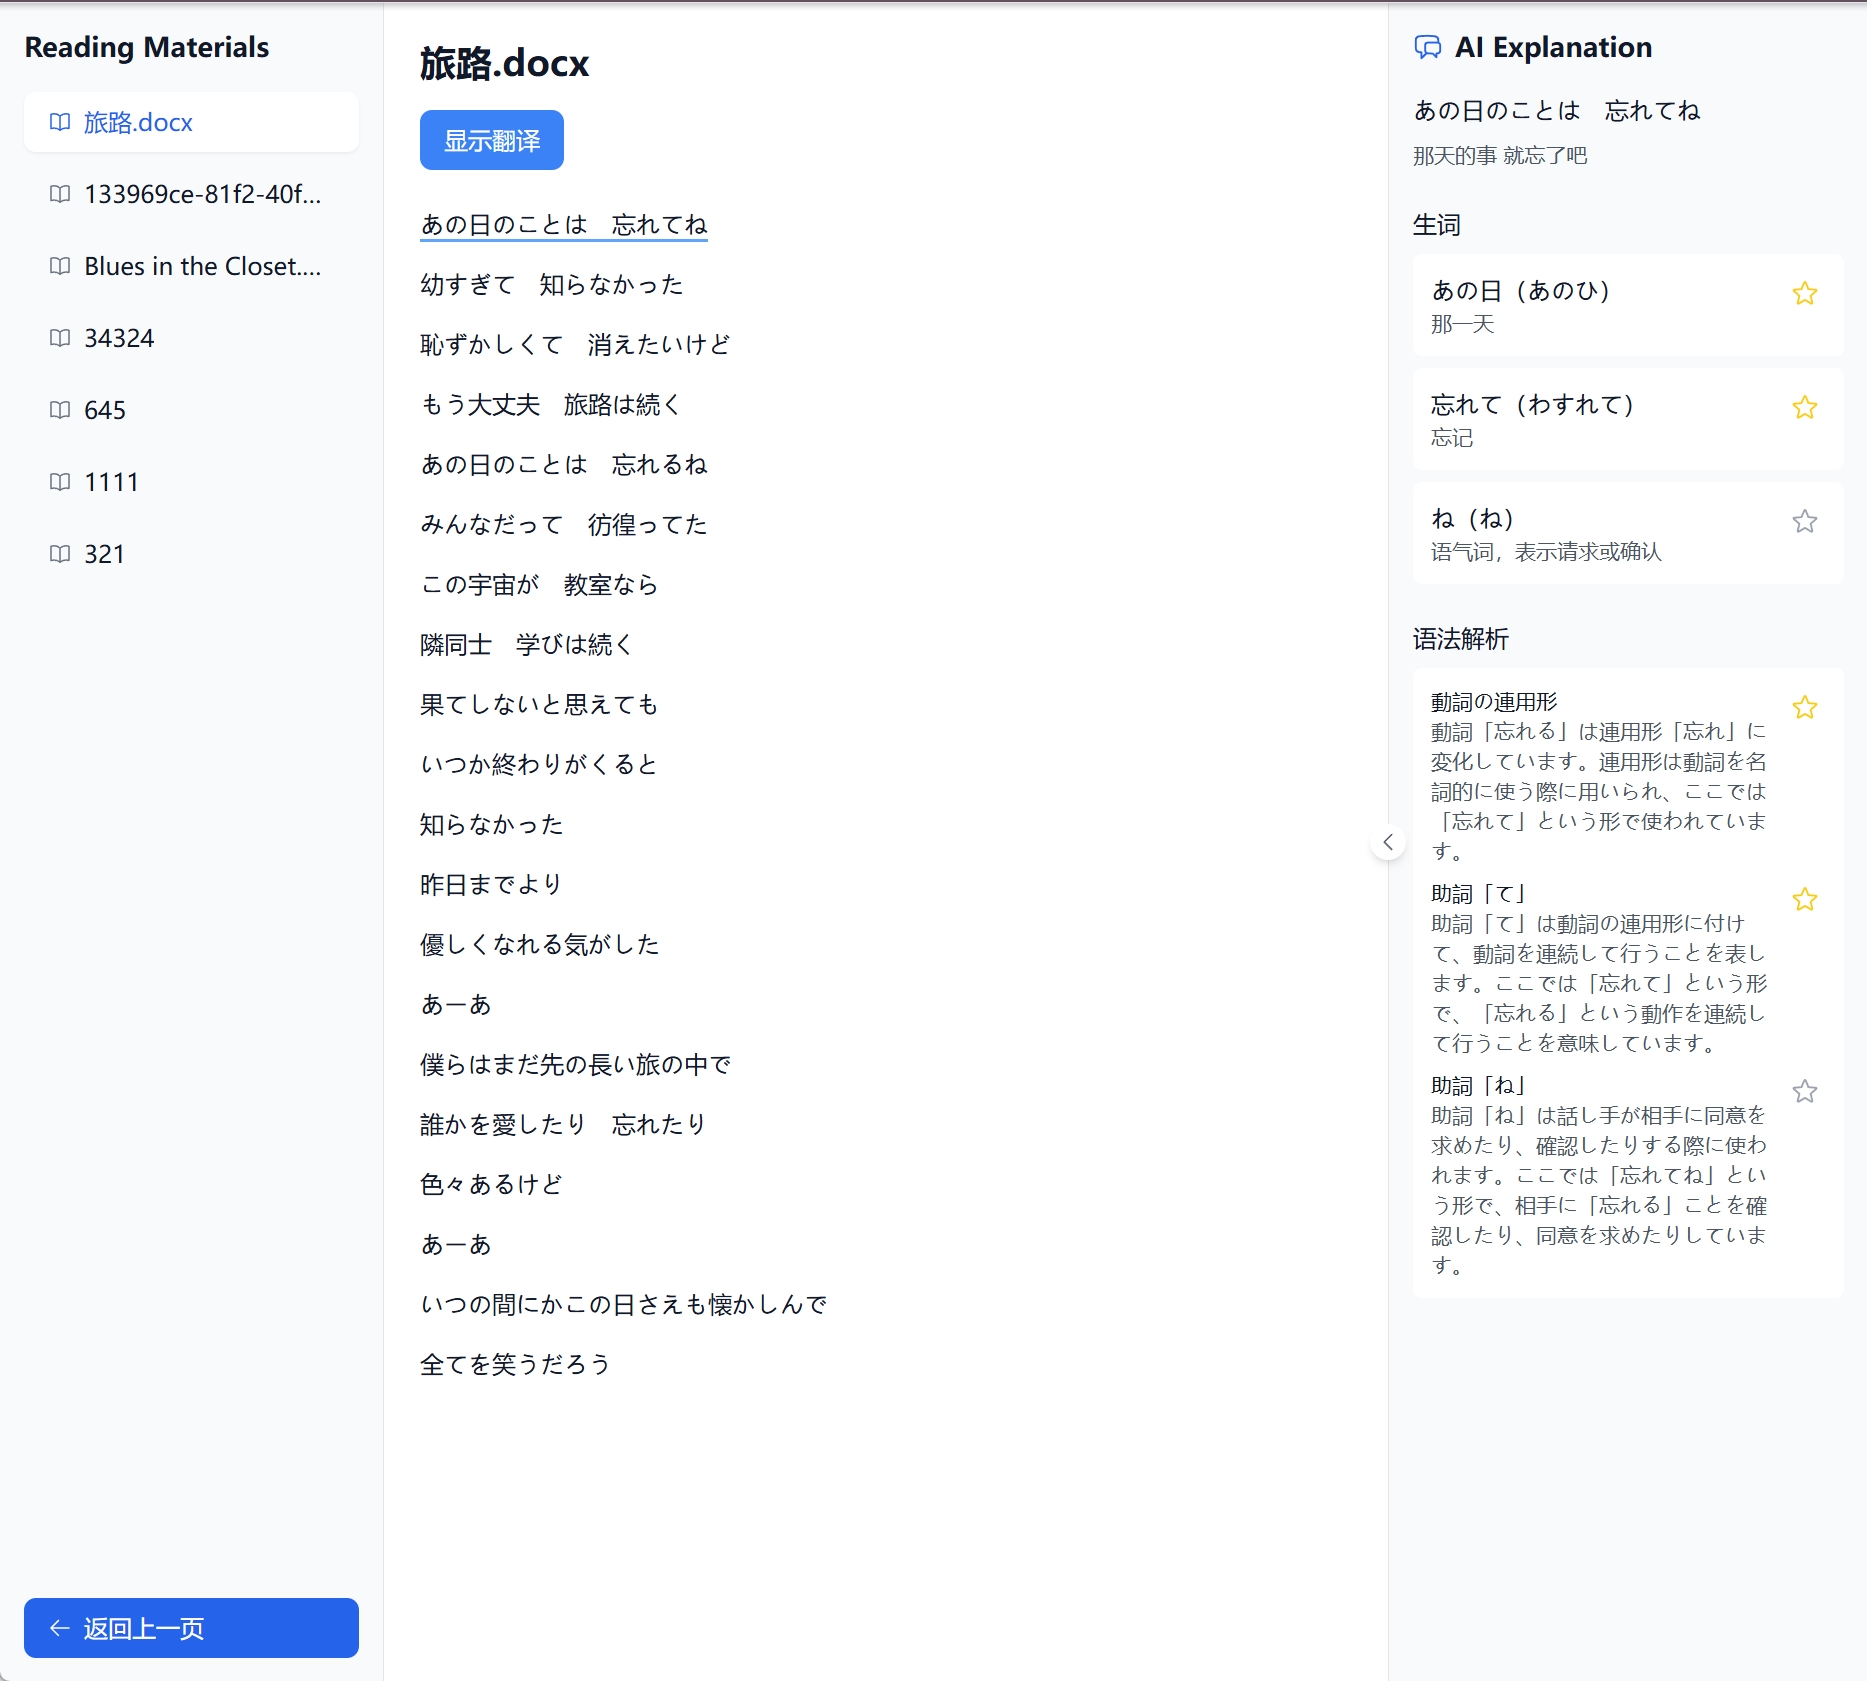 Reading Materials
旅路.docx
133969ce-81f2-40f...
Blues in the Closet....
34324
645
1111
321
返回上一页
旅路.docx
显示翻译
あの日のことは　忘れてね
幼すぎて　知らなかった
恥ずかしくて　消えたいけど
もう大丈夫　旅路は続く
あの日のことは　忘れるね
みんなだって　彷徨ってた
この宇宙が　教室なら
隣同士　学びは続く
果てしないと思えても
いつか終わりがくると
知らなかった
昨日までより
優しくなれる気がした
あーあ
僕らはまだ先の長い旅の中で
誰かを愛したり　忘れたり
色々あるけど
あーあ
いつの間にかこの日さえも懐かしんで
全てを笑うだろう
AI Explanation
あの日のことは　忘れてね
那天的事 就忘了吧
生词
あの日（あのひ）
那一天
忘れて（わすれて）
忘记
ね（ね）
语气词，表示请求或确认
语法解析
動詞の連用形
動詞「忘れる」は連用形「忘れ」に
変化しています。連用形は動詞を名
詞的に使う際に用いられ、ここでは
「忘れて」という形で使われていま
す。
助詞「て」
助詞「て」は動詞の連用形に付け
て、動詞を連続して行うことを表し
ます。ここでは「忘れて」という形
で、「忘れる」という動作を連続し
て行うことを意味しています。
助詞「ね」
助詞「ね」は話し手が相手に同意を
求めたり、確認したりする際に使わ
れます。ここでは「忘れてね」とい
う形で、相手に「忘れる」ことを確
認したり、同意を求めたりしていま
す。